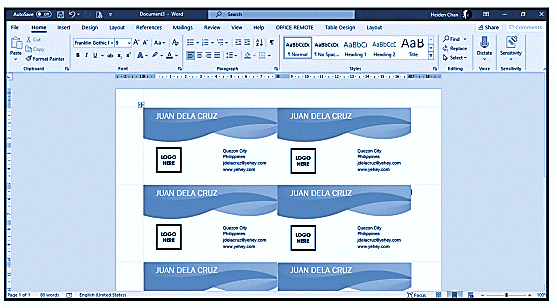 AutoSave Off Document3 - Word Search Heiden Chan
File Home Insert Draw Design Layout References Mailings Review View Help OFFICE REMOTE Table Design Layout Share Comments
Paste Cut Copy Format Painter
Franklin Gothic 9
AaBbCcDc AaBbCcDc AaBbCc AaBbCcC AaB
1 Normal 1 No Spac... Heading 1 Heading 2 Title
Find Replace Select
Dictate Sensitivity
Clipboard Font Paragraph Styles Editing Voice Sensitivity
JUAN DELA CRUZ JUAN DELA CRUZ
LOGO HERE
Quezon City
Philippines
jdelacruz@yehey.com
www.yehey.com
LOGO HERE
Quezon City
Philippines
jdelacruz@yehey.com
www.yehey.com
JUAN DELA CRUZ JUAN DELA CRUZ
LOGO HERE
Quezon City
Philippines
jdelacruz@yehey.com
www.yehey.com
LOGO HERE
Quezon City
Philippines
jdelacruz@yehey.com
www.yehey.com
JUAN DELA CRUZ JUAN DELA CRUZ
Page 1 of 1 80 words English (United States) Focus 100%